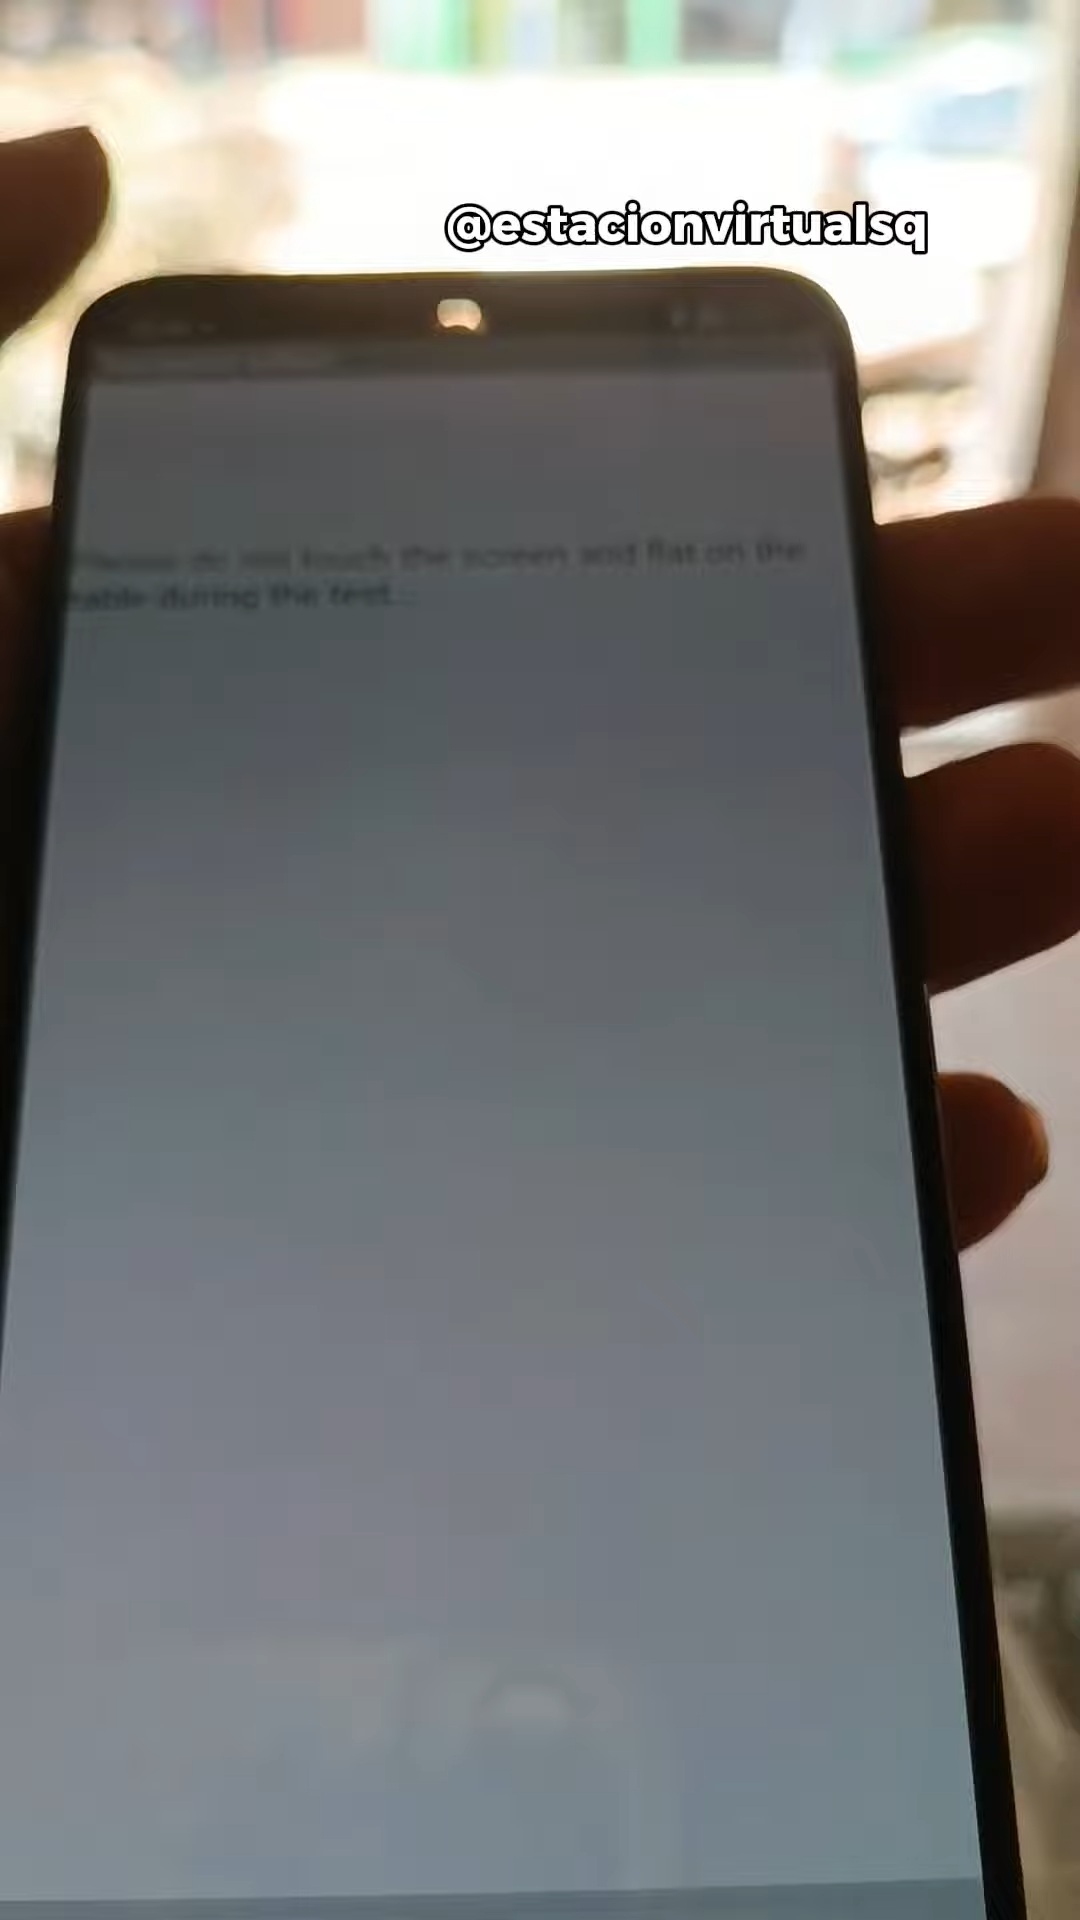 @estacionvirtualsq
Please do not touch the screen and flat on the
table during the test...